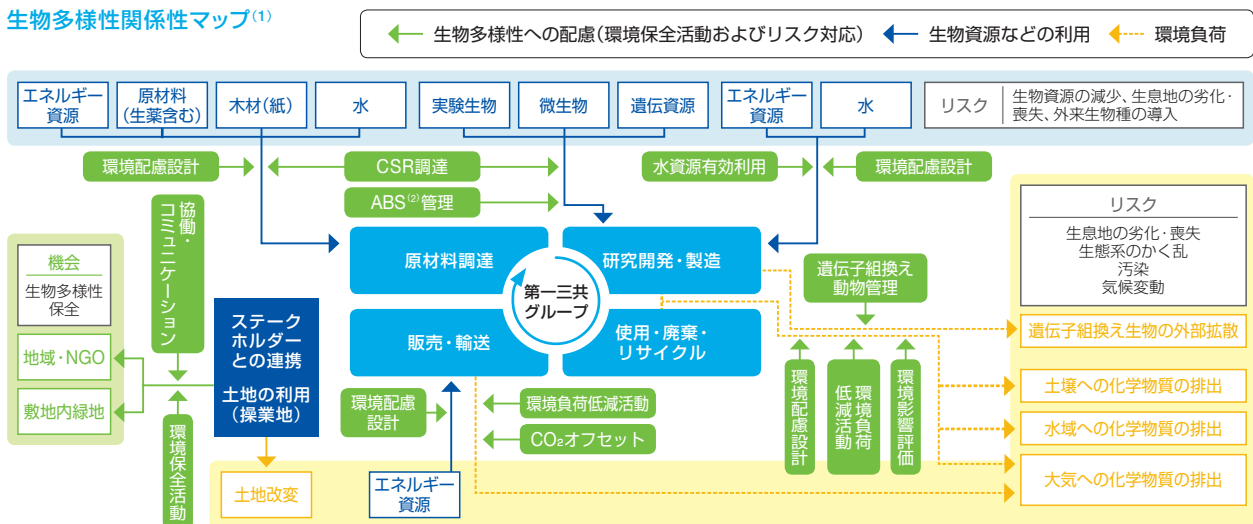 生物多様性関係性マップ(1)
生物多様性への配慮(環境保全活動およびリスク対応)
生物資源などの利用
環境負荷
エネルギー
資源
原材料
(生薬含む)
木材(紙)
水
実験生物
微生物
遺伝資源
エネルギー
資源
水
リスク
生物資源の減少、生息地の劣化・
喪失、外来生物種の導入
環境配慮設計
CSR調達
水資源有効利用
環境配慮設計
ABS(2)管理
協働・
コミュニケーション
機会
生物多様性
保全
地域・NGO
敷地内緑地
ステーク
ホルダー
との連携
土地の利用
(操業地)
環境保全活動
土地改変
原材料調達
研究開発・製造
第一三共
グループ
販売・輸送
使用・廃棄・
リサイクル
環境配慮
設計
環境負荷低減活動
CO₂オフセット
エネルギー
資源
遺伝子組換え
動物管理
環境配慮設計
環境負荷
低減活動
環境影響評価
リスク
生息地の劣化・喪失
生態系のかく乱
汚染
気候変動
遺伝子組換え生物の外部拡散
土壌への化学物質の排出
水域への化学物質の排出
大気への化学物質の排出